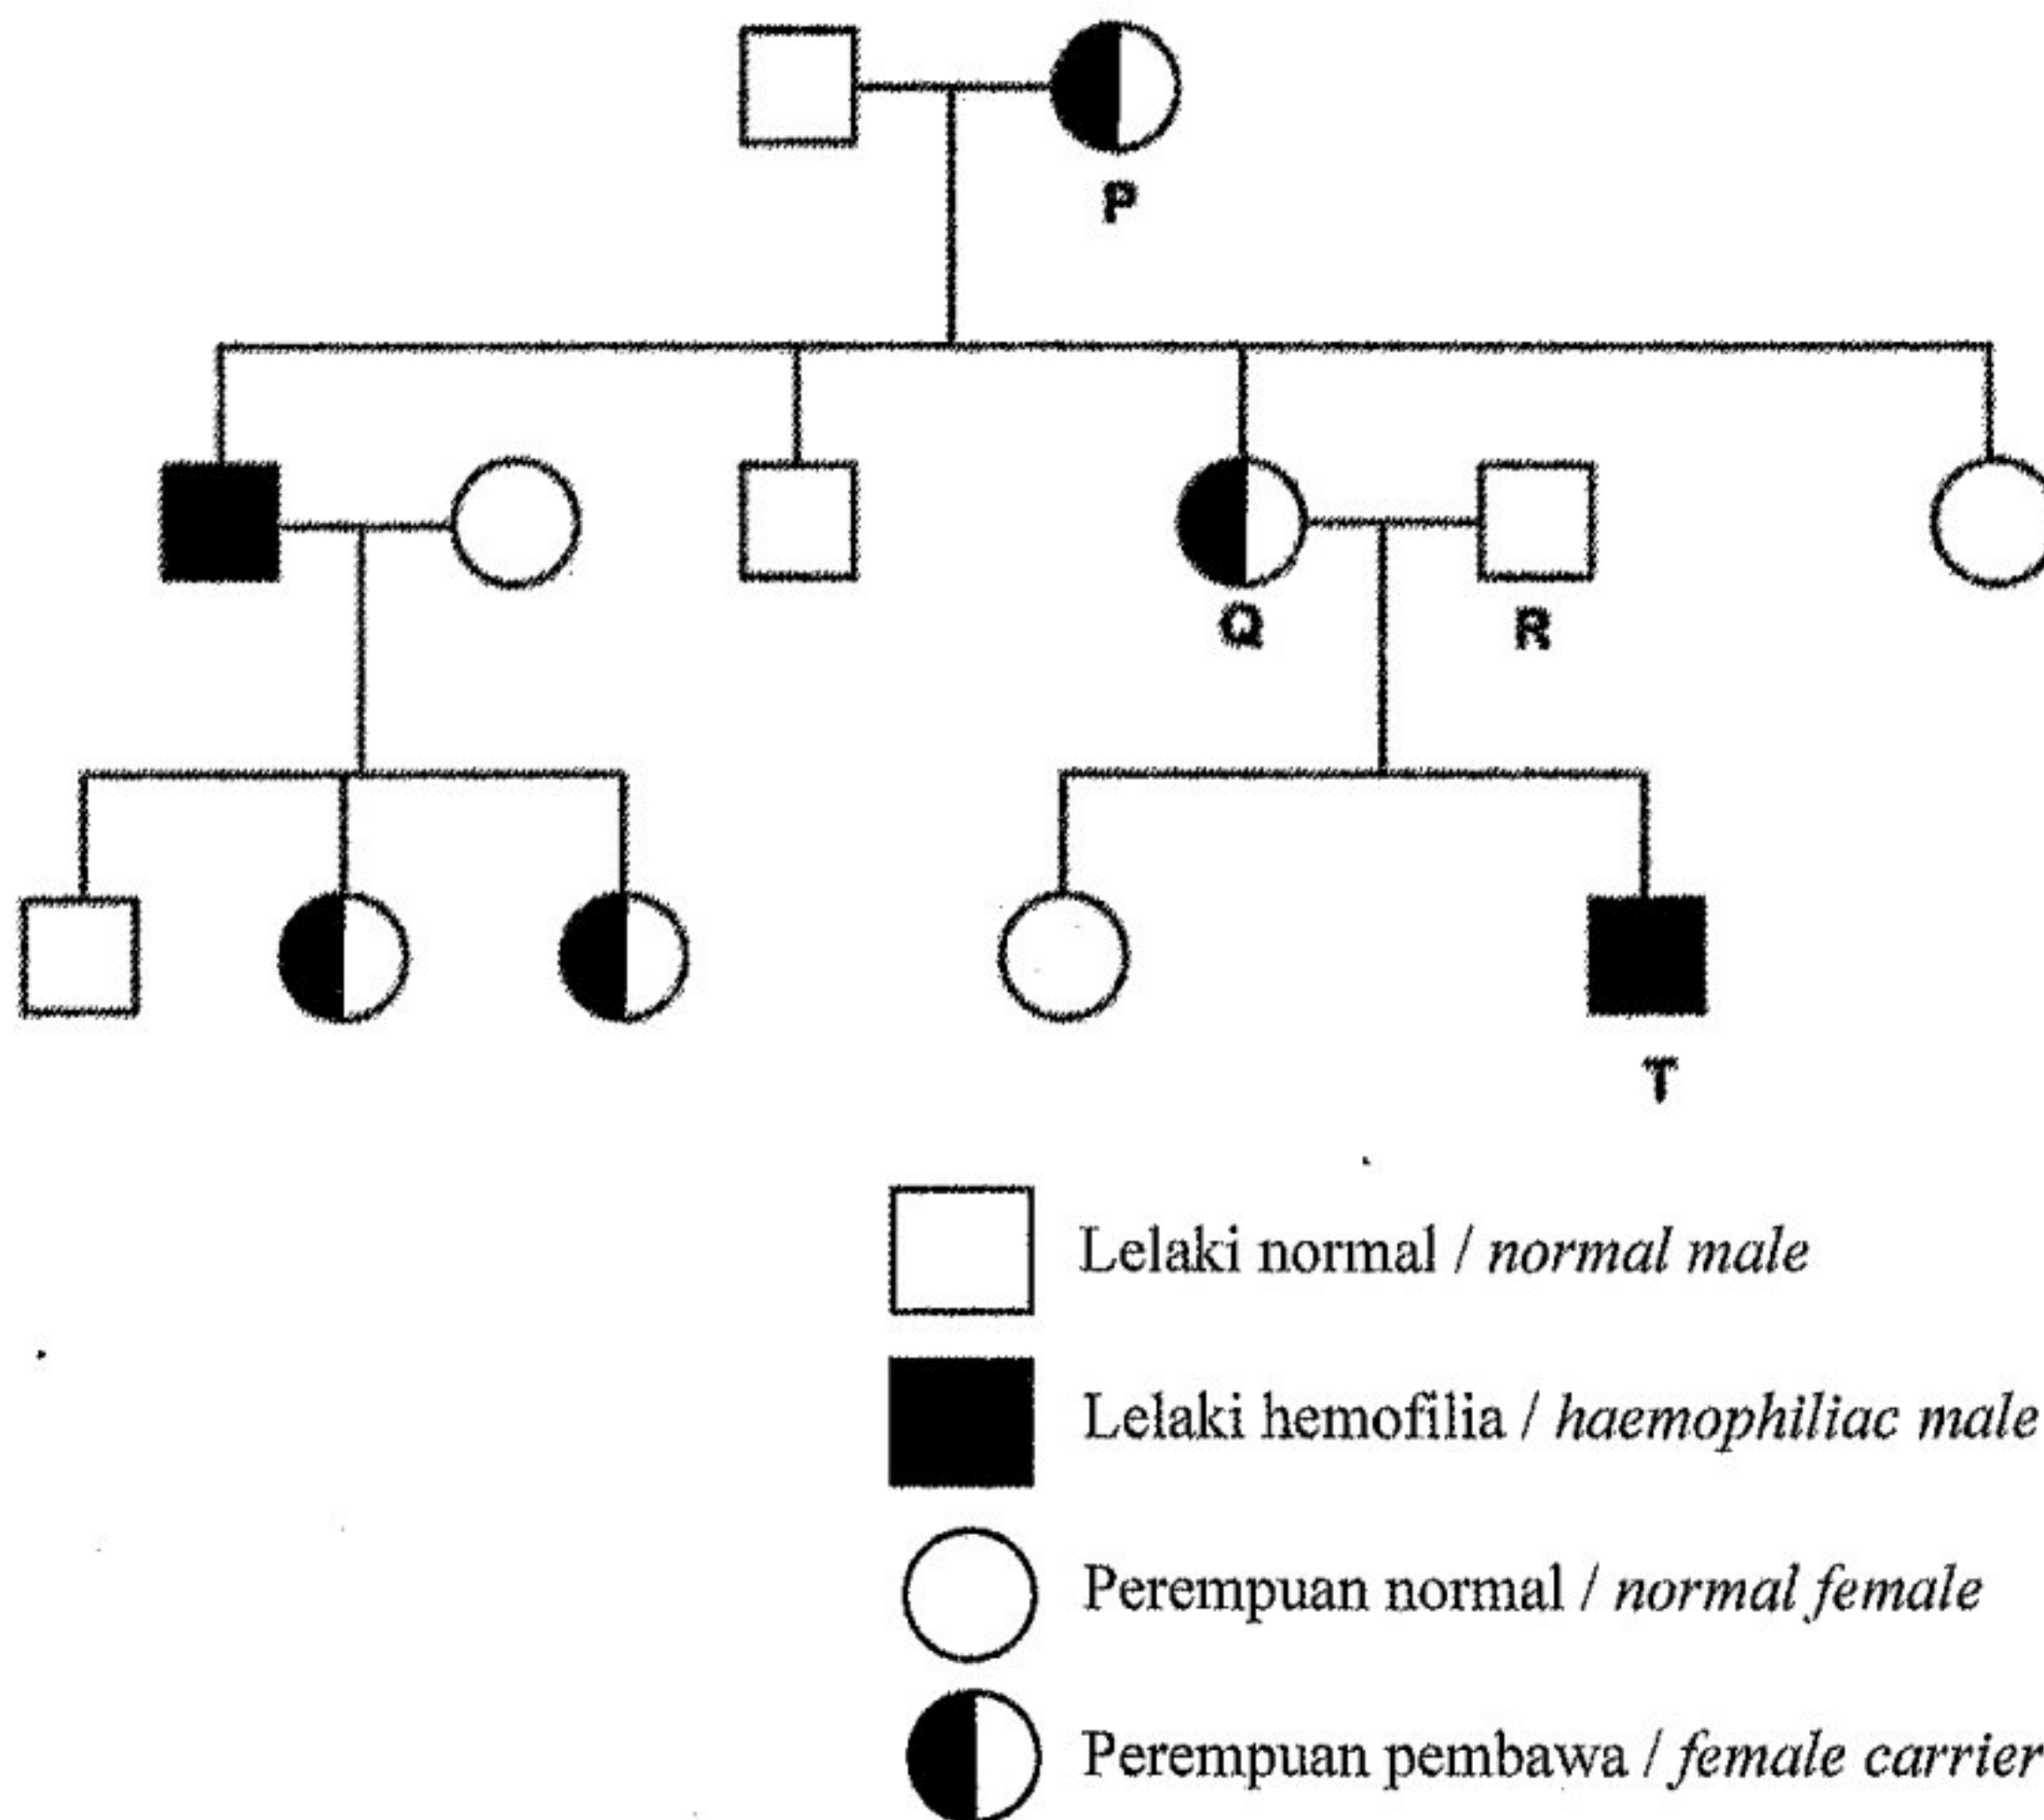 P
Q
R
T
Lelaki normal / normal male
Lelaki hemofilia / haemophiliac male
Perempuan normal / normal female
Perempuan pembawa / female carrier